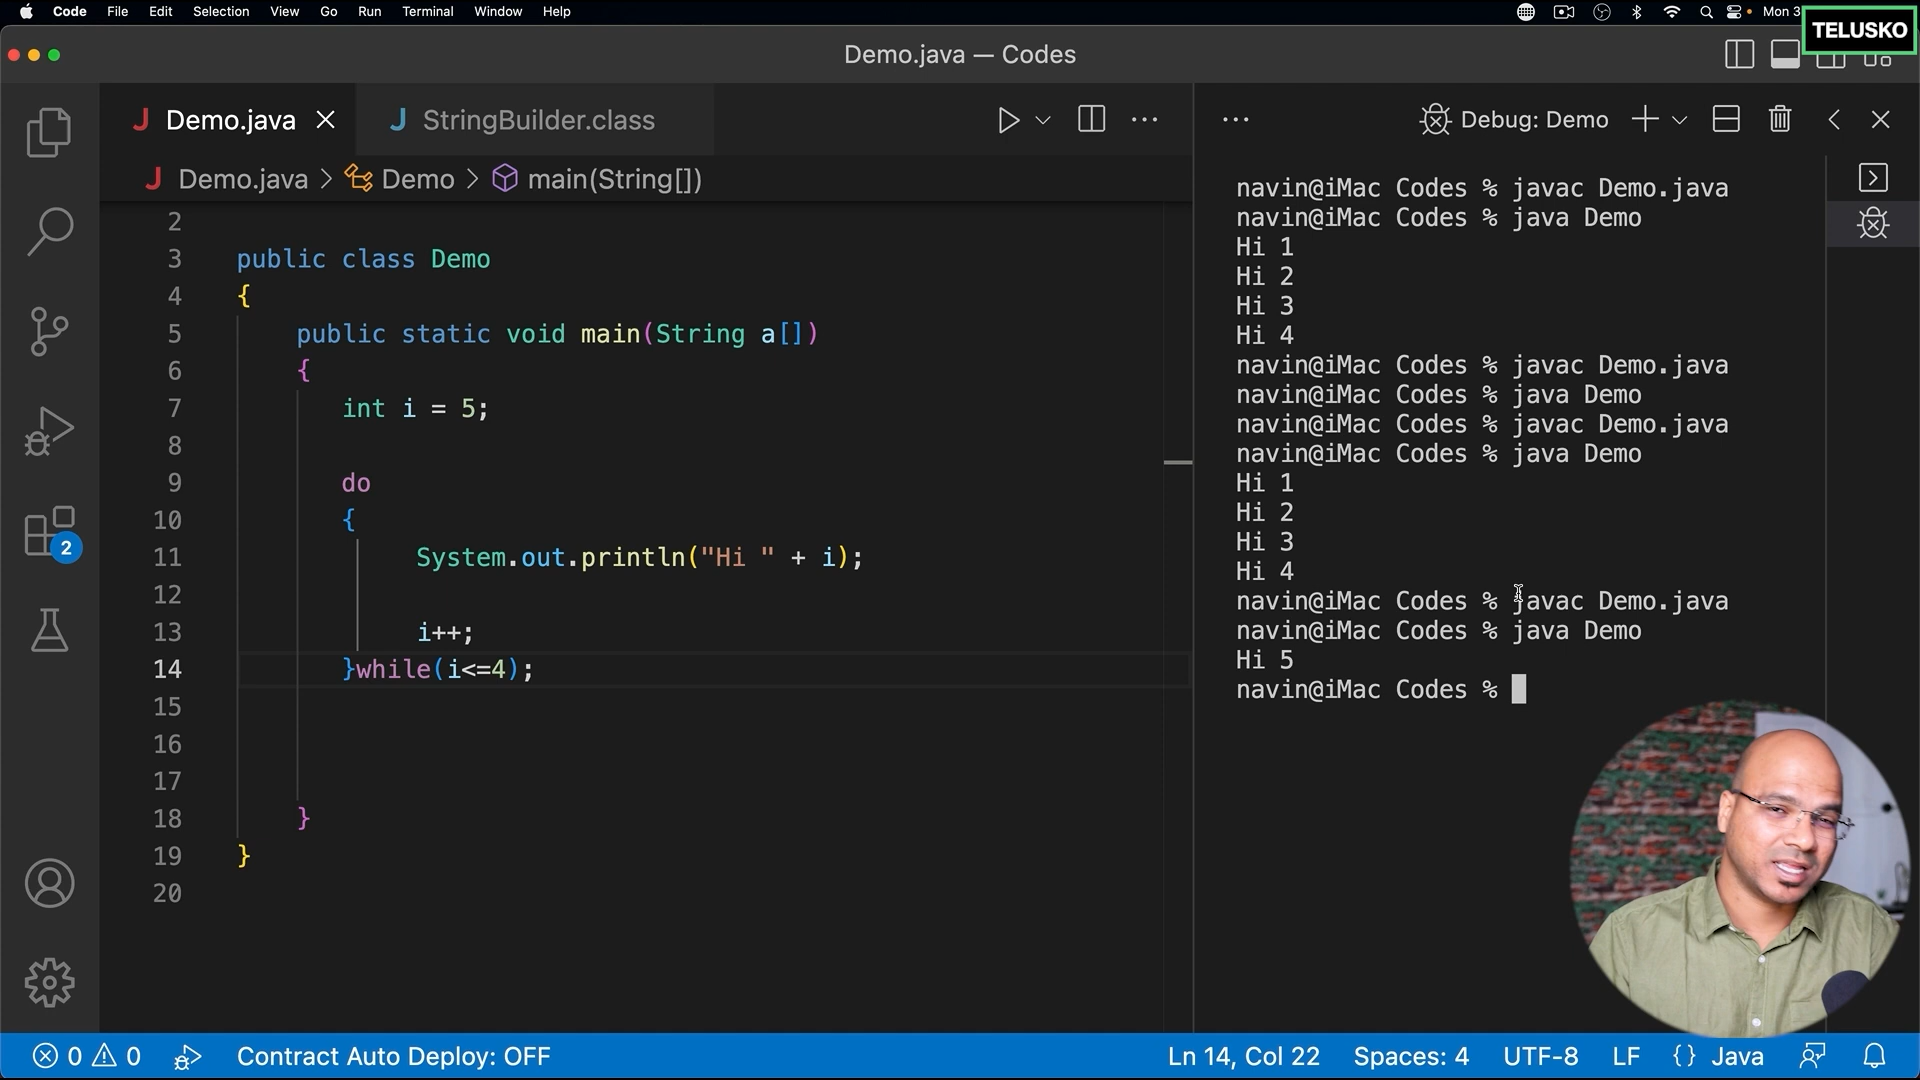 Code File Edit Selection View Go Run Terminal Window Help Mon 3
TELUSKO
Demo.java — Codes
Demo.java StringBuilder.class
Debug: Demo
Demo.java > Demo > main(String[])
2
3 public class Demo
4 {
5 public static void main(String a[])
6 {
7 int i = 5;
8
9 do
10 {
11 System.out.println("Hi " + i);
12
13 i++;
14 }while(i<=4);
15
16
17
18 }
19 }
20
navin@iMac Codes % javac Demo.java
navin@iMac Codes % java Demo
Hi 1
Hi 2
Hi 3
Hi 4
navin@iMac Codes % javac Demo.java
navin@iMac Codes % java Demo
navin@iMac Codes % javac Demo.java
navin@iMac Codes % java Demo
Hi 1
Hi 2
Hi 3
Hi 4
navin@iMac Codes % javac Demo.java
navin@iMac Codes % java Demo
Hi 5
navin@iMac Codes %
2
0 0 Contract Auto Deploy: OFF Ln 14, Col 22 Spaces: 4 UTF-8 LF {} Java